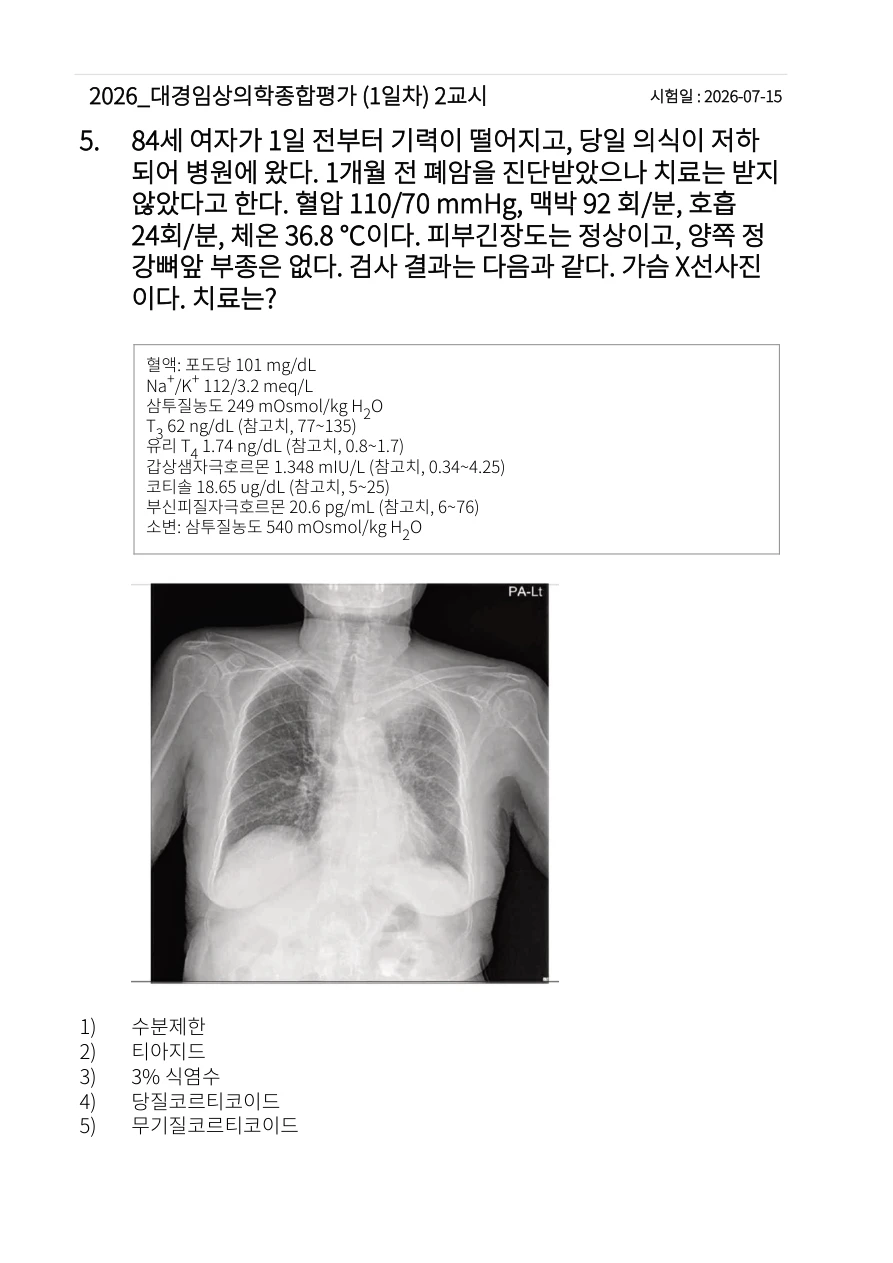 2026_대경임상의학종합평가 (1일차) 2교시
시험일 : 2026-07-15
5. 84세 여자가 1일 전부터 기력이 떨어지고, 당일 의식이 저하
되어 병원에 왔다. 1개월 전 폐암을 진단받았으나 치료는 받지
않았다고 한다. 혈압 110/70 mmHg, 맥박 92 회/분, 호흡
24회/분, 체온 36.8 ℃이다. 피부긴장도는 정상이고, 양쪽 정
강뼈앞 부종은 없다. 검사 결과는 다음과 같다. 가슴 X선사진
이다. 치료는?
혈액: 포도당 101 mg/dL
Na⁺/K⁺ 112/3.2 meq/L
삼투질농도 249 mOsmol/kg H₂O
T₃ 62 ng/dL (참고치, 77~135)
유리 T₄ 1.74 ng/dL (참고치, 0.8~1.7)
갑상샘자극호르몬 1.348 mIU/L (참고치, 0.34~4.25)
코티솔 18.65 ug/dL (참고치, 5~25)
부신피질자극호르몬 20.6 pg/mL (참고치, 6~76)
소변: 삼투질농도 540 mOsmol/kg H₂O
PA-Lt
1) 수분제한
2) 티아지드
3) 3% 식염수
4) 당질코르티코이드
5) 무기질코르티코이드